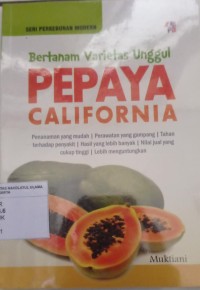 SENI PERKEBUNAN MODERN
Bertanam Varietas Unggul
PEPAYA
CALIFORNIA
Penanaman yang mudah | Perawatan yang gampang | Tahan
terhadap penyakit | Hasil yang lebih banyak | Nilai jual yang
cukup tinggi | Lebih menguntungkan
Muktiani